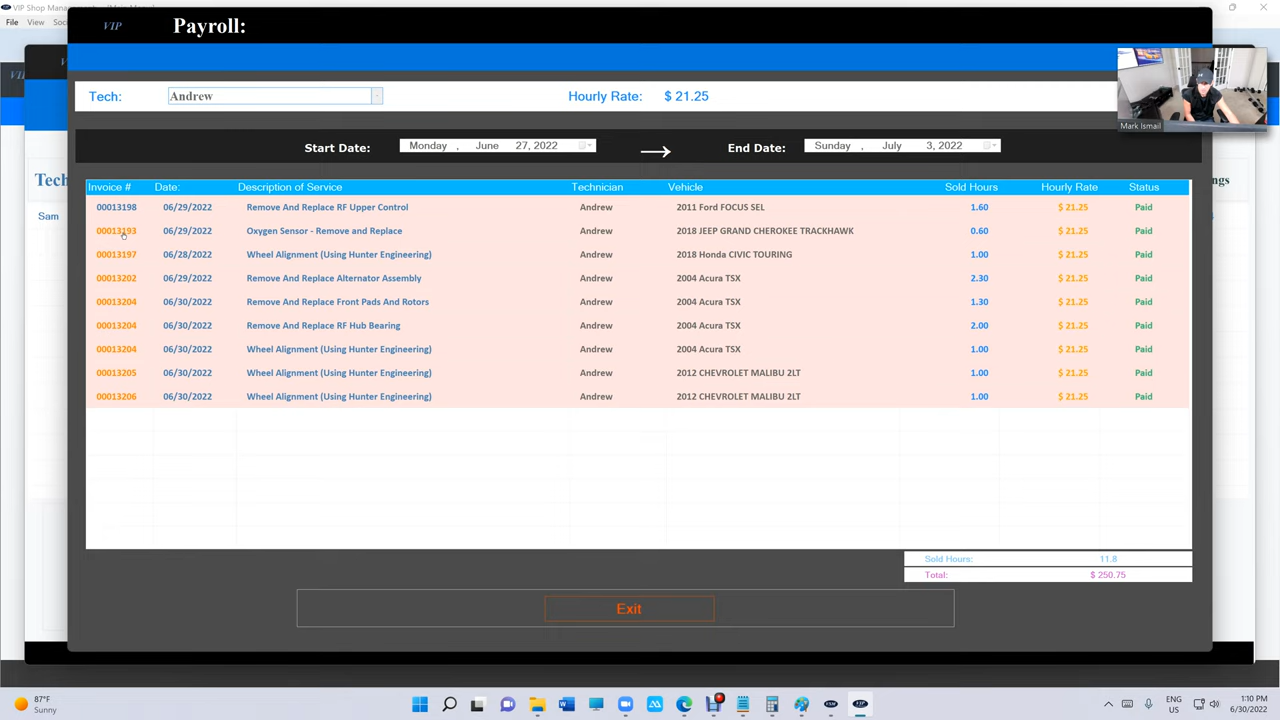 VIP Shop Management
File View
VIP Payroll:
Tech: Andrew Hourly Rate: $ 21.25
Mark Ismail
Start Date: Monday , June 27, 2022 → End Date: Sunday , July 3, 2022
Tech
Sam
Invoice # Date: Description of Service Technician Vehicle Sold Hours Hourly Rate Status
00013198 06/29/2022 Remove And Replace RF Upper Control Andrew 2011 Ford FOCUS SEL 1.60 $ 21.25 Paid
00013193 06/29/2022 Oxygen Sensor - Remove and Replace Andrew 2018 JEEP GRAND CHEROKEE TRACKHAWK 0.60 $ 21.25 Paid
00013197 06/28/2022 Wheel Alignment (Using Hunter Engineering) Andrew 2018 Honda CIVIC TOURING 1.00 $ 21.25 Paid
00013202 06/29/2022 Remove And Replace Alternator Assembly Andrew 2004 Acura TSX 2.30 $ 21.25 Paid
00013204 06/30/2022 Remove And Replace Front Pads And Rotors Andrew 2004 Acura TSX 1.30 $ 21.25 Paid
00013204 06/30/2022 Remove And Replace RF Hub Bearing Andrew 2004 Acura TSX 2.00 $ 21.25 Paid
00013204 06/30/2022 Wheel Alignment (Using Hunter Engineering) Andrew 2004 Acura TSX 1.00 $ 21.25 Paid
00013205 06/30/2022 Wheel Alignment (Using Hunter Engineering) Andrew 2012 CHEVROLET MALIBU 2LT 1.00 $ 21.25 Paid
00013206 06/30/2022 Wheel Alignment (Using Hunter Engineering) Andrew 2012 CHEVROLET MALIBU 2LT 1.00 $ 21.25 Paid
Sold Hours: 11.8
Total: $ 250.75
Exit
87°F
Sunny
ENG
US
1:10 PM
6/30/2022